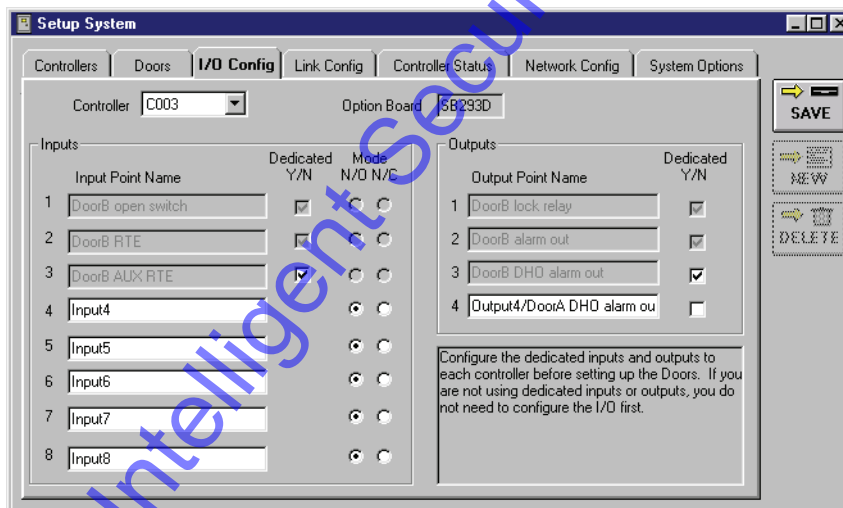 Setup System
Controllers Doors I/O Config Link Config Controller Status Network Config System Options
Controller C003 Option Board SB293D
SAVE
NEW
DELETE
Inputs
Dedicated Mode
Input Point Name Y/N N/O N/C
1 DoorB open switch
2 DoorB RTE
3 DoorB AUX RTE
4 Input4
5 Input5
6 Input6
7 Input7
8 Input8
Outputs
Dedicated
Output Point Name Y/N
1 DoorB lock relay
2 DoorB alarm out
3 DoorB DHO alarm out
4 Output4/DoorA DHO alarm ou
Configure the dedicated inputs and outputs to
each controller before setting up the Doors. If you
are not using dedicated inputs or outputs, you do
not need to configure the I/O first.
Intelligent Secu